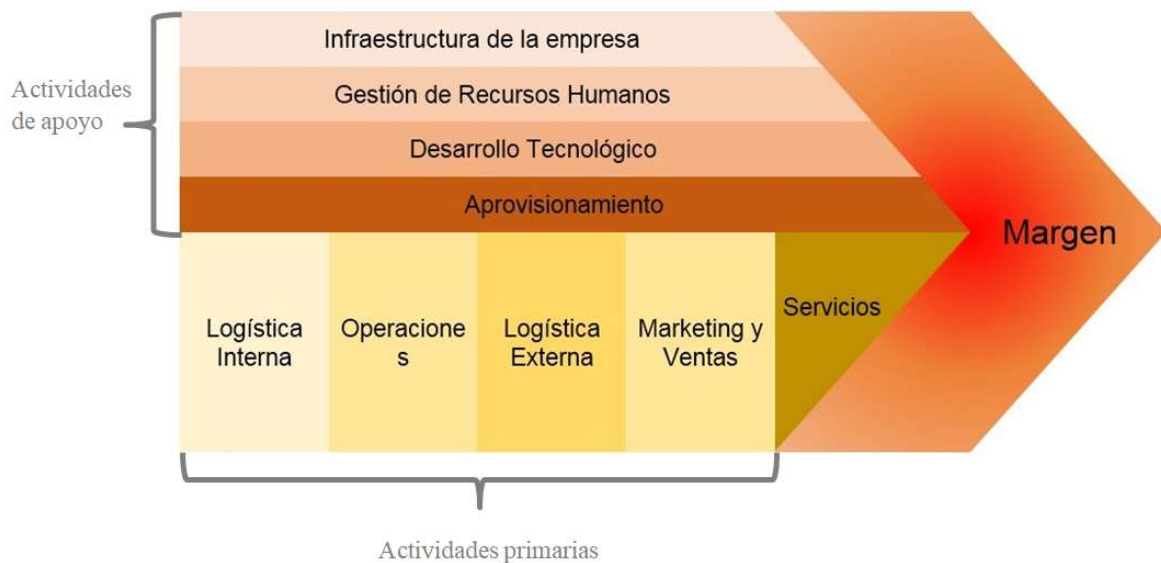 Infraestructura de la empresa
Gestión de Recursos Humanos
Desarrollo Tecnológico
Aprovisionamiento
Actividades
de apoyo
Margen
Logística
Interna
Operacione
s
Logística
Externa
Marketing y
Ventas
Servicios
Actividades primarias